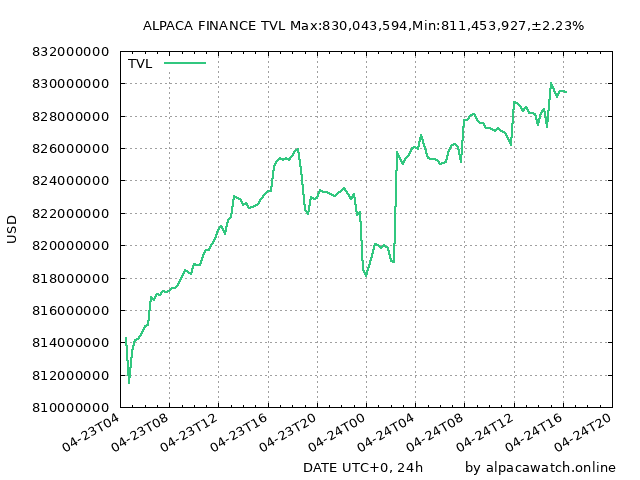 ALPACA FINANCE TVL Max:830,043,594,Min:811,453,927,±2.23%
832000000
TVL
830000000
828000000
826000000
824000000
822000000
USD
820000000
818000000
816000000
814000000
812000000
810000000
04-23T04 04-23T08 04-23T12 04-23T16 04-23T20 04-24T00 04-24T04 04-24T08 04-24T12 04-24T16 04-24T20
DATE UTC+0, 24h by alpacawatch.online